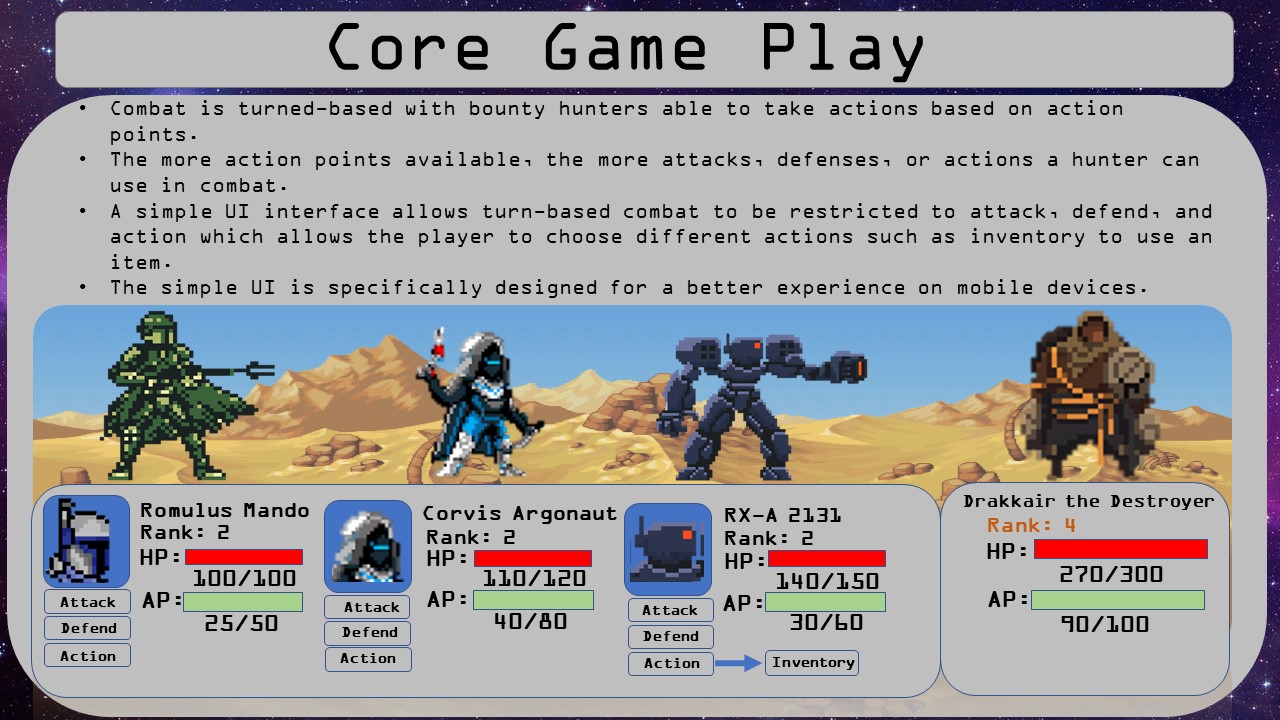 Core Game Play
• Combat is turned-based with bounty hunters able to take actions based on action
points.
• The more action points available, the more attacks, defenses, or actions a hunter can
use in combat.
• A simple UI interface allows turn-based combat to be restricted to attack, defend, and
action which allows the player to choose different actions such as inventory to use an
item.
• The simple UI is specifically designed for a better experience on mobile devices.
Romulus Mando
Rank: 2
HP:
100/100
AP:
25/50
Attack
Defend
Action
Corvis Argonaut
Rank: 2
HP:
110/120
AP:
40/80
Attack
Defend
Action
RX-A 2131
Rank: 2
HP:
140/150
AP:
30/60
Attack
Defend
Action
Inventory
Drakkair the Destroyer
Rank: 4
HP:
270/300
AP:
90/100